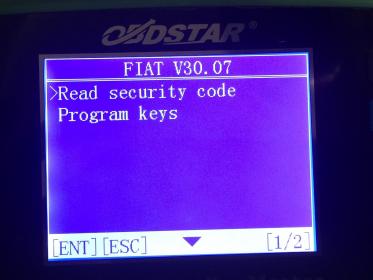 OBDSTAR®
FIAT V30.07
>Read security code
Program keys
[ENT][ESC] ▼ [1/2]